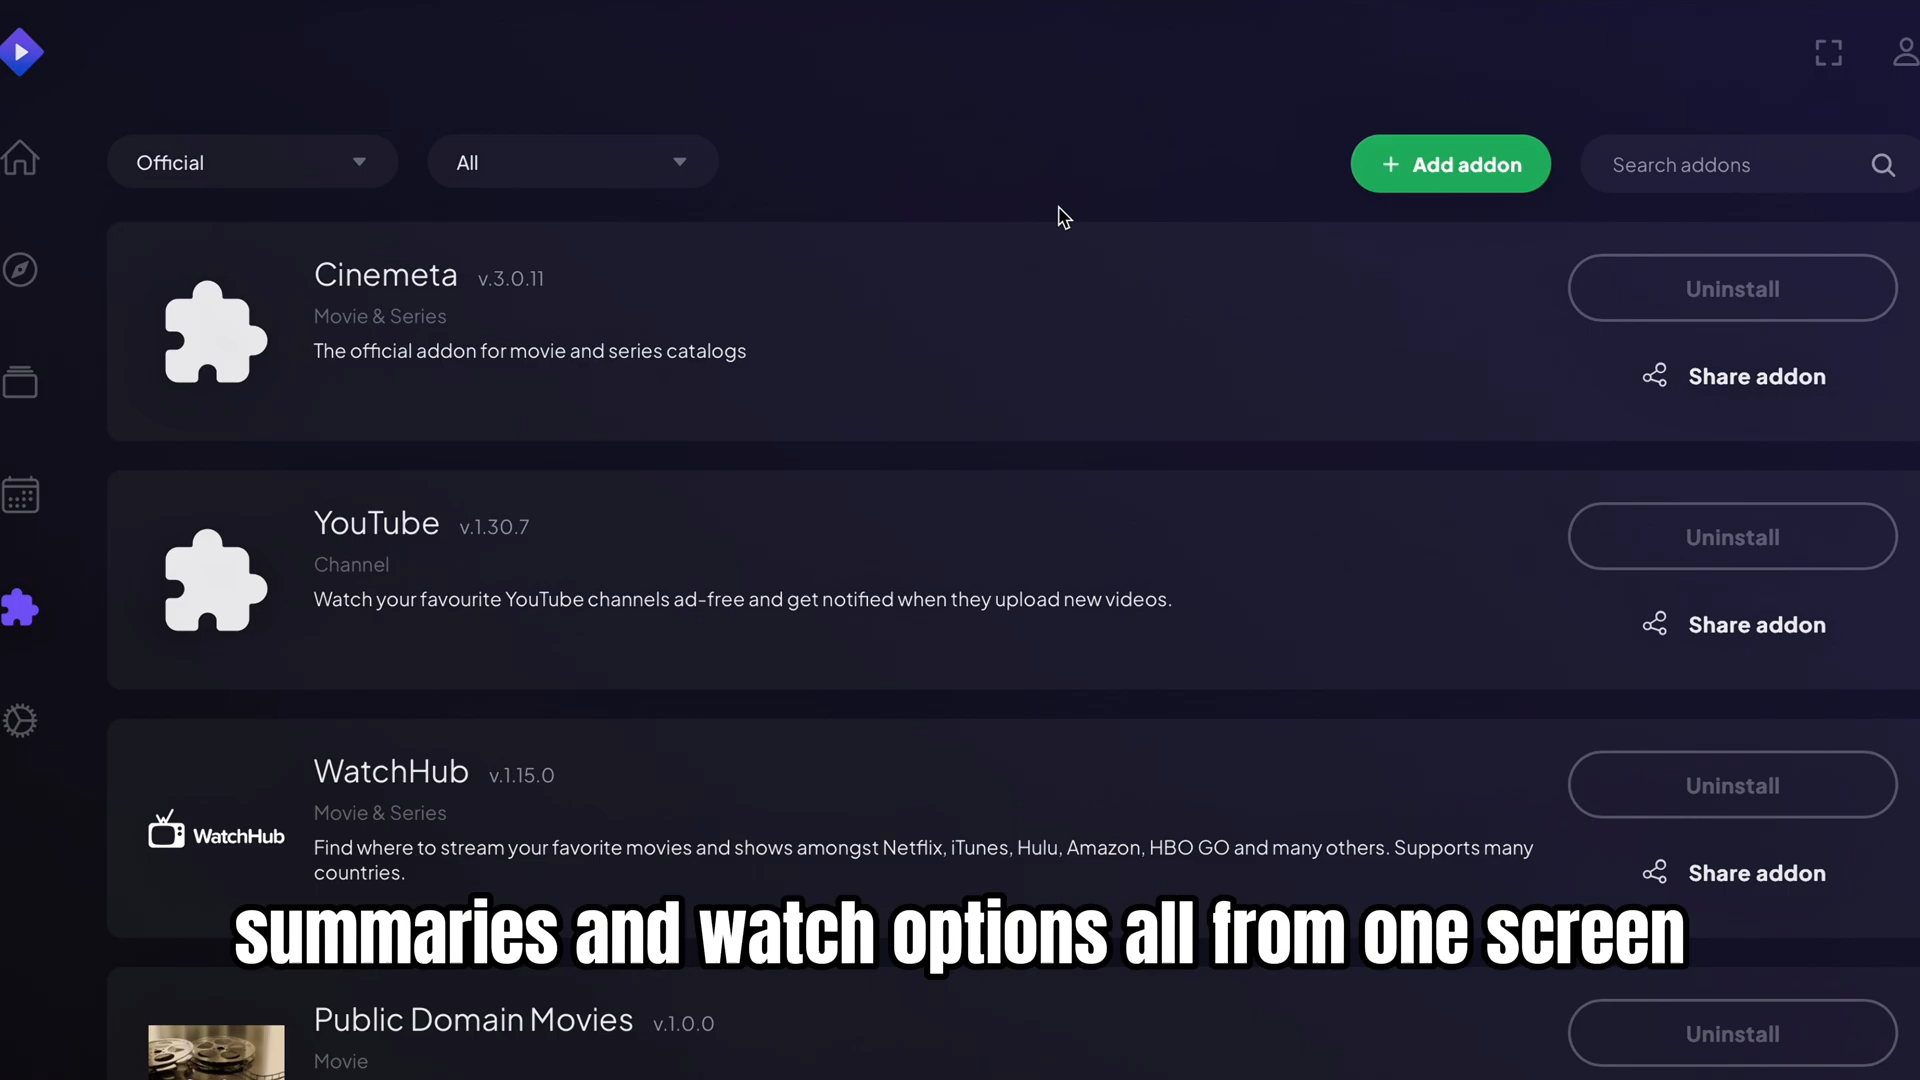 Official
All
+ Add addon
Search addons
Cinemeta v.3.0.11
Movie & Series
The official addon for movie and series catalogs
Uninstall
Share addon
YouTube v.1.30.7
Channel
Watch your favourite YouTube channels ad-free and get notified when they upload new videos.
Uninstall
Share addon
WatchHub
WatchHub v.1.15.0
Movie & Series
Find where to stream your favorite movies and shows amongst Netflix, iTunes, Hulu, Amazon, HBO GO and many others. Supports many
countries.
Uninstall
Share addon
summaries and watch options all from one screen
Public Domain Movies v.1.0.0
Movie
Uninstall